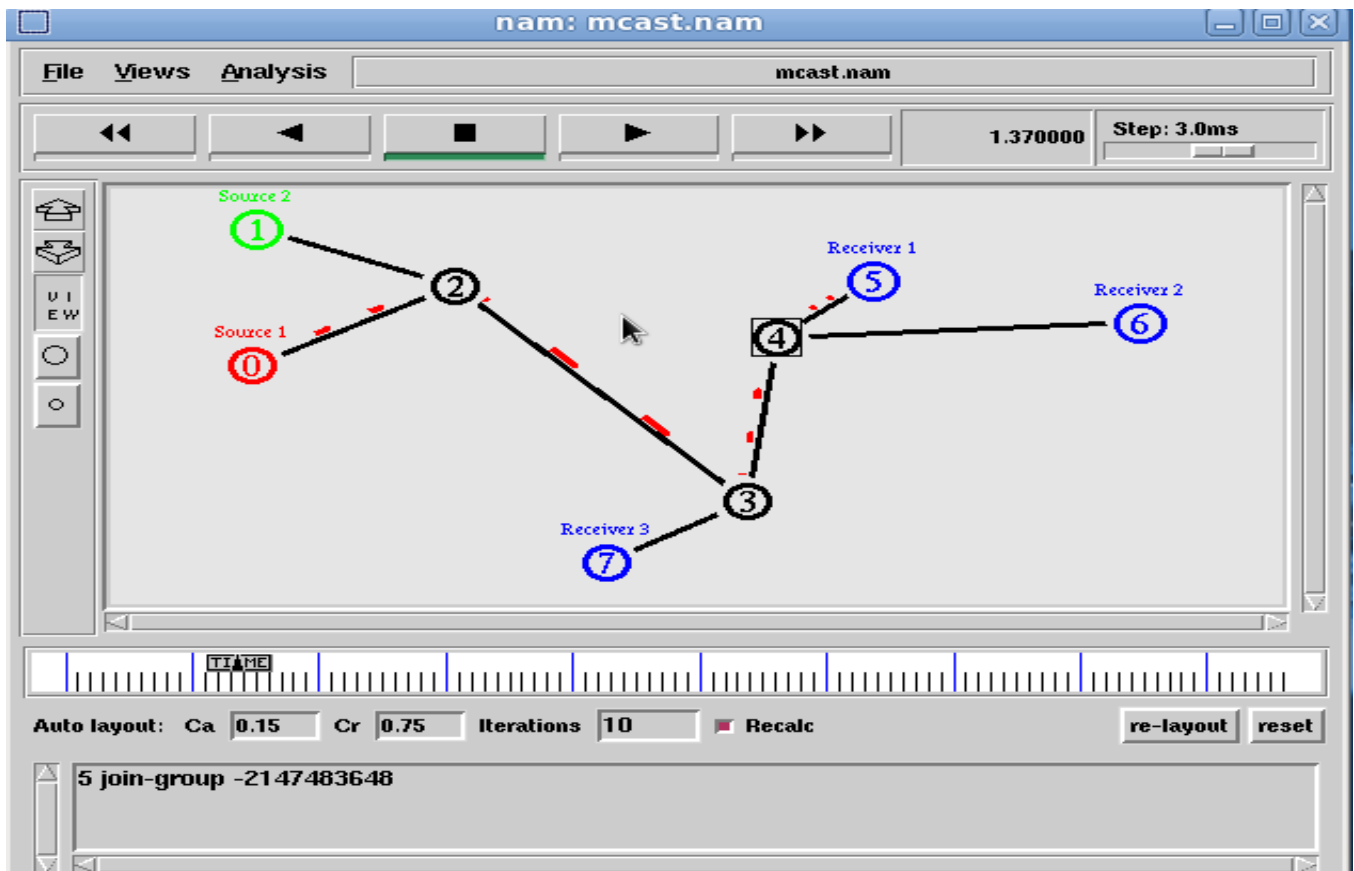 nam: mcast.nam
File Views Analysis mcast.nam
1.370000 Step: 3.0ms
Source 2
1
Receiver 1
2
5
Receiver 2
V I
E W
Source 1
4
6
0
3
Receiver 3
7
TIME
Auto layout: Ca 0.15 Cr 0.75 Iterations 10 Recalc re-layout reset
5 join-group -2147483648